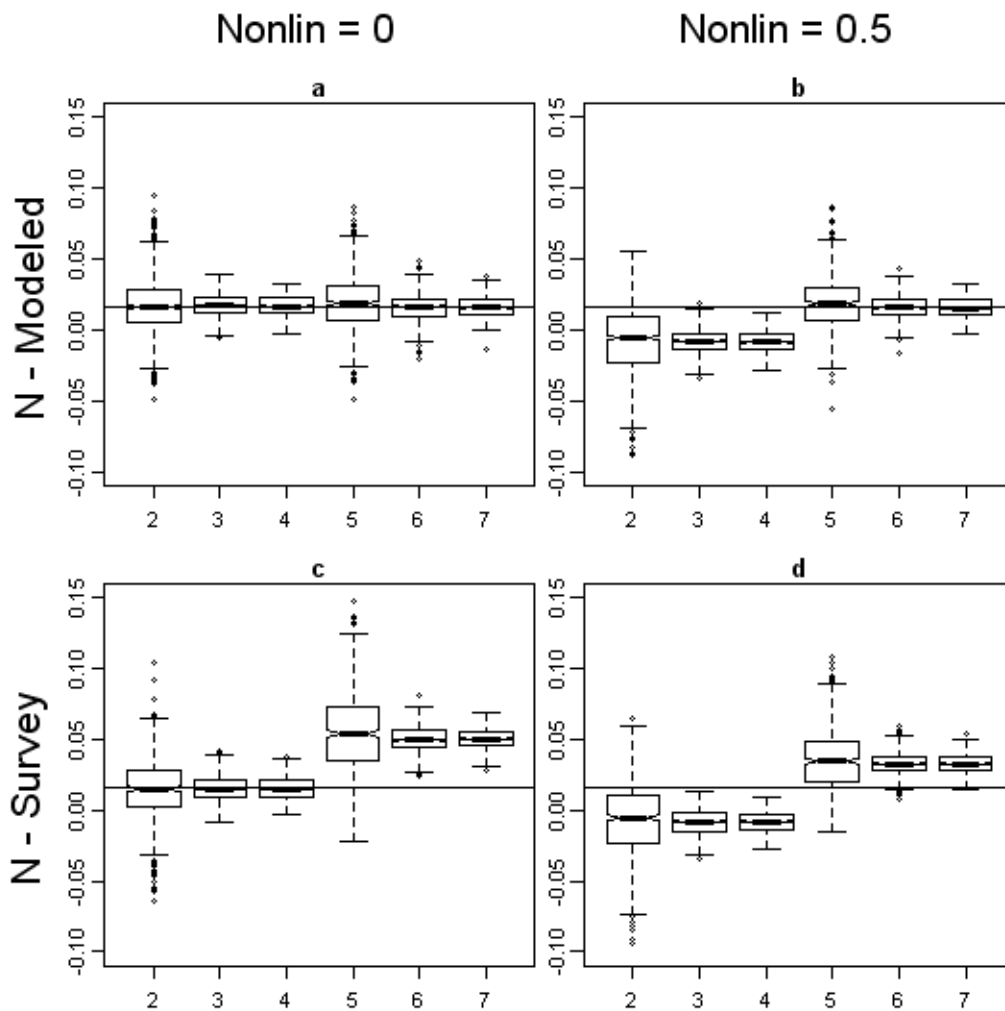 Nonlin = 0 Nonlin = 0.5
a b
N - Modeled
0.15 0.15
0.10 0.10
0.05 0.05
0.00 0.00
-0.05 -0.05
-0.10 -0.10
2 3 4 5 6 7 2 3 4 5 6 7
c d
N - Survey
0.15 0.15
0.10 0.10
0.05 0.05
0.00 0.00
-0.05 -0.05
-0.10 -0.10
2 3 4 5 6 7 2 3 4 5 6 7